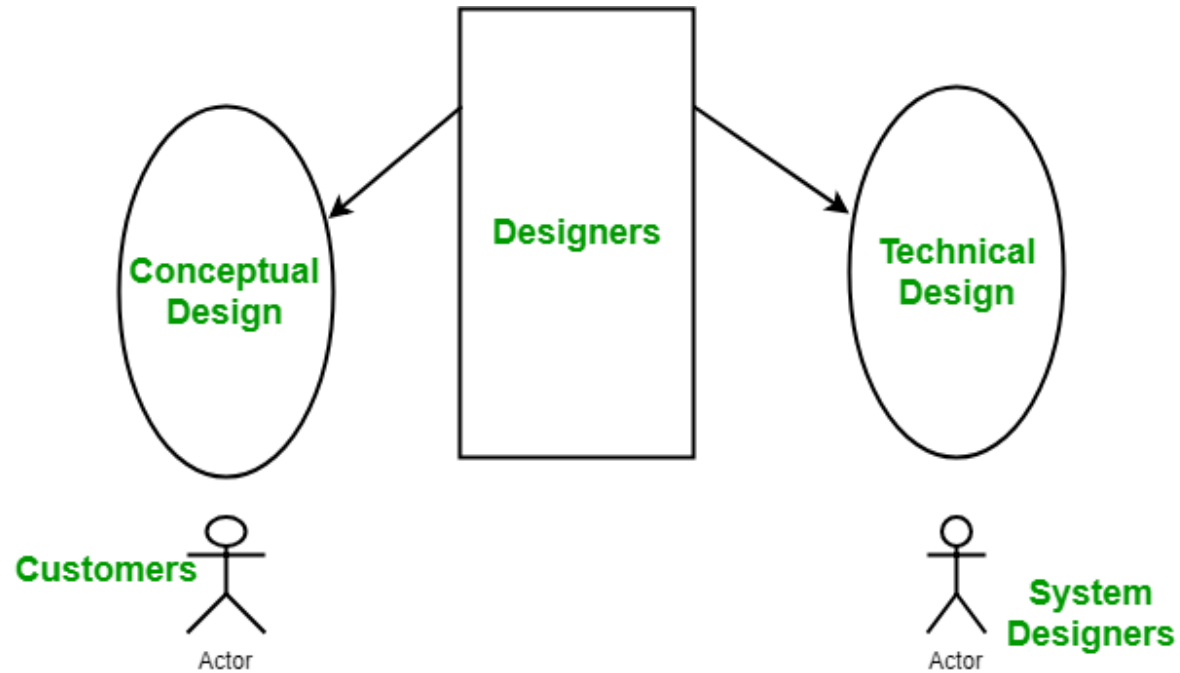 Designers
Conceptual
Design
Technical
Design
Customers
Actor
System
Designers
Actor